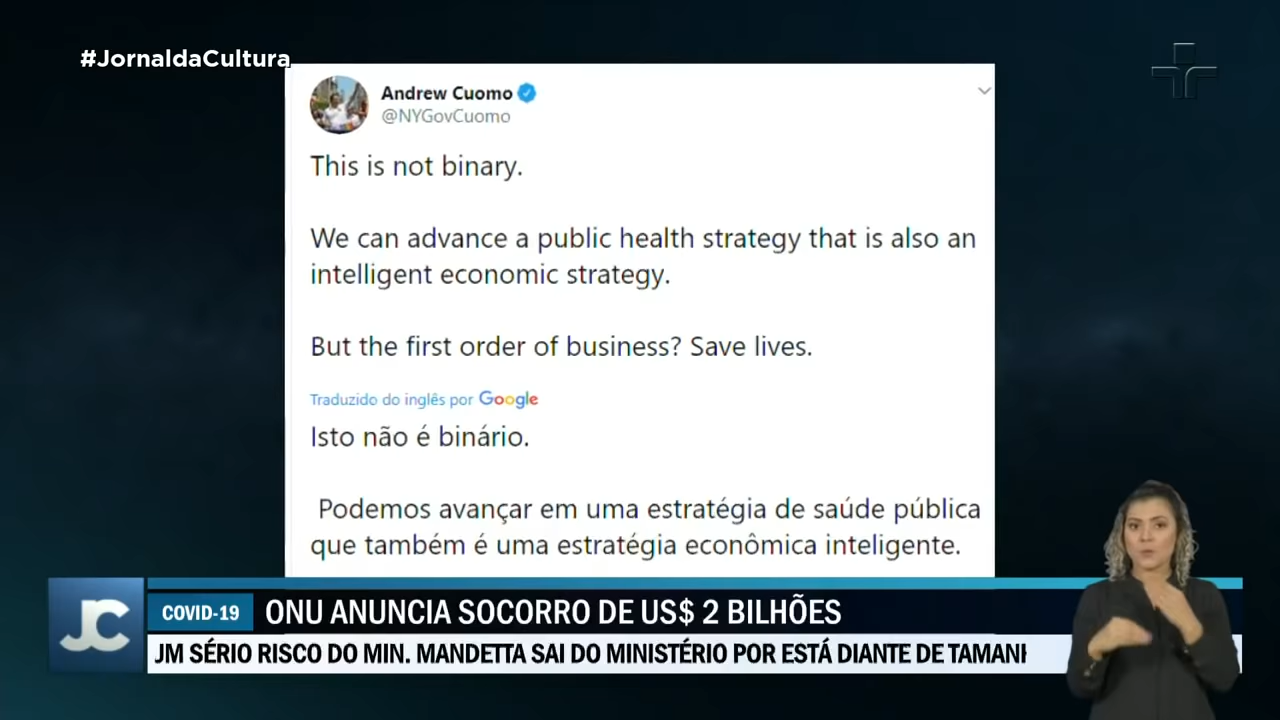 #JornaldaCultura
Andrew Cuomo
@NYGovCuomo
This is not binary.
We can advance a public health strategy that is also an
intelligent economic strategy.
But the first order of business? Save lives.
Traduzido do inglês por Google
Isto não é binário.
Podemos avançar em uma estratégia de saúde pública
que também é uma estratégia econômica inteligente.
JC
COVID-19
ONU ANUNCIA SOCORRO DE US$ 2 BILHÕES
SÉRIO RISCO DO MIN. MANDETTA SAI DO MINISTÉRIO POR ESTÁ DIANTE DE